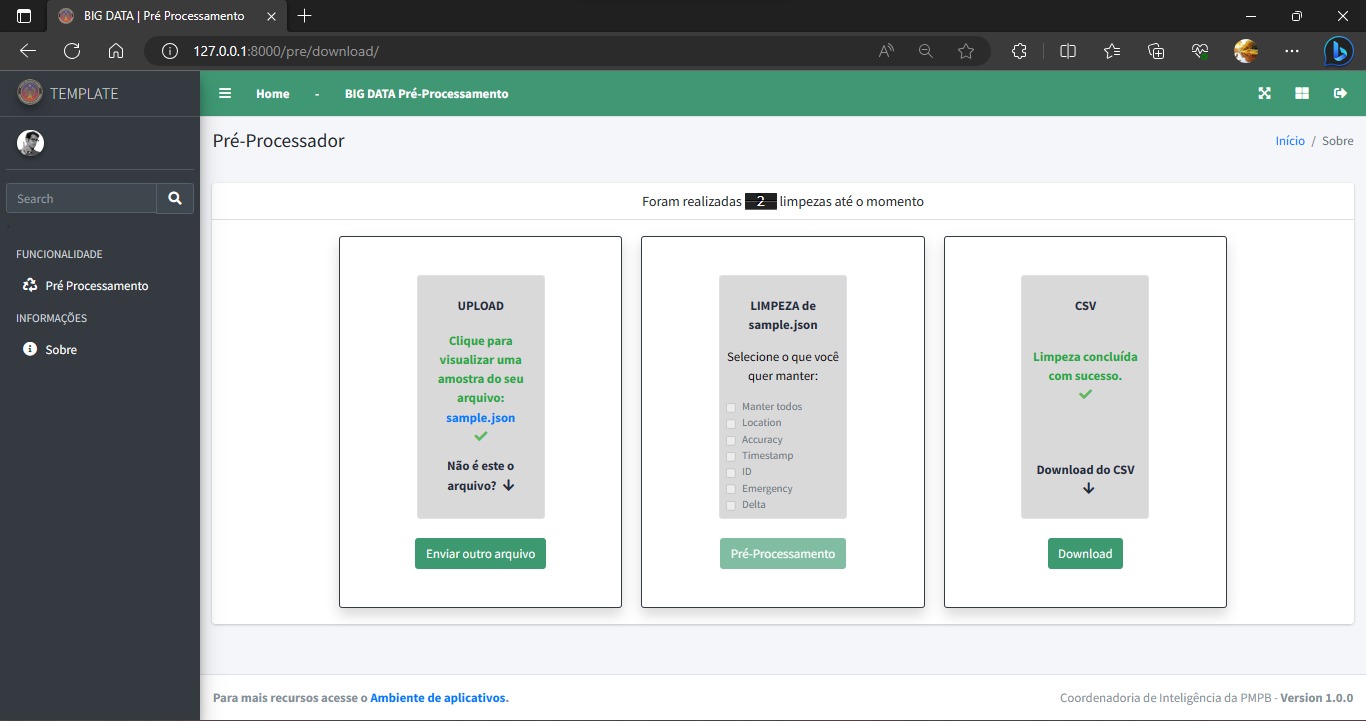 BIG DATA | Pré Processamento
127.0.0.1:8000/pre/download/
TEMPLATE
Home - BIG DATA Pré-Processamento
Pré-Processador
Início / Sobre
Search
Foram realizadas 2 limpezas até o momento
FUNCIONALIDADE
Pré Processamento
INFORMAÇÕES
Sobre
UPLOAD
Clique para
visualizar uma
amostra do seu
arquivo:
sample.json
Não é este o
arquivo?
Enviar outro arquivo
LIMPEZA de
sample.json
Selecione o que você
quer manter:
Manter todos
Location
Accuracy
Timestamp
ID
Emergency
Delta
Pré-Processamento
CSV
Limpeza concluída
com sucesso.
Download do CSV
Download
Para mais recursos acesse o Ambiente de aplicativos.
Coordenadoria de Inteligência da PMPB - Version 1.0.0